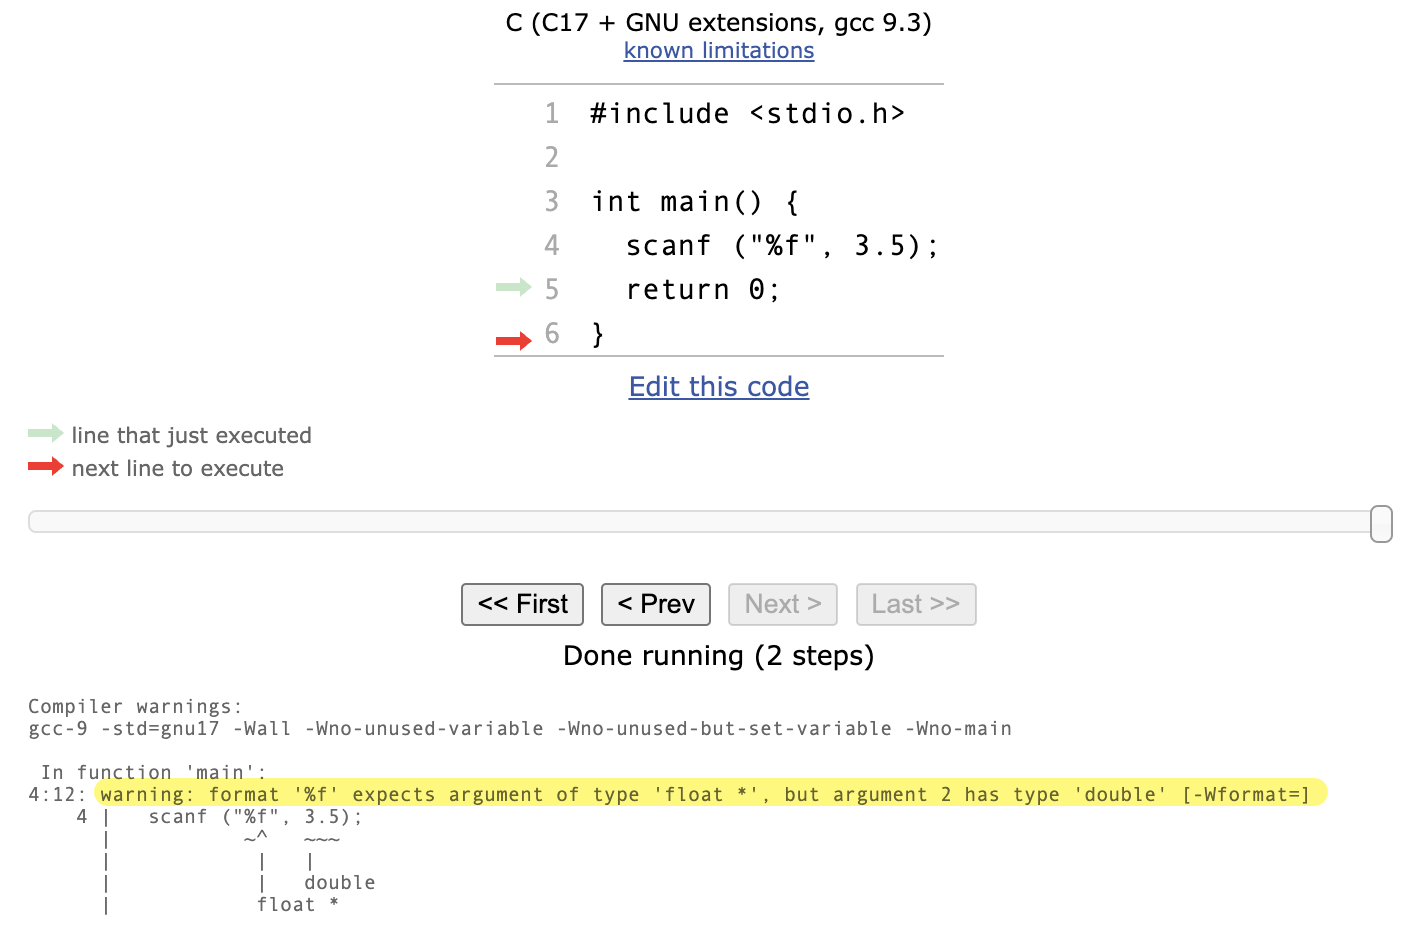 C (C17 + GNU extensions, gcc 9.3)
known limitations
1 #include <stdio.h>
2
3 int main() {
4   scanf ("%f", 3.5);
5   return 0;
6 }
Edit this code
line that just executed
next line to execute
<< First < Prev Next > Last >>
Done running (2 steps)
Compiler warnings:
gcc-9 -std=gnu17 -Wall -Wno-unused-variable -Wno-unused-but-set-variable -Wno-main
 In function 'main':
4:12: warning: format '%f' expects argument of type 'float *', but argument 2 has type 'double' [-Wformat=]
    4 |   scanf ("%f", 3.5);
      |           ~^   ~~~
      |            |   |
      |            |   double
      |            float *